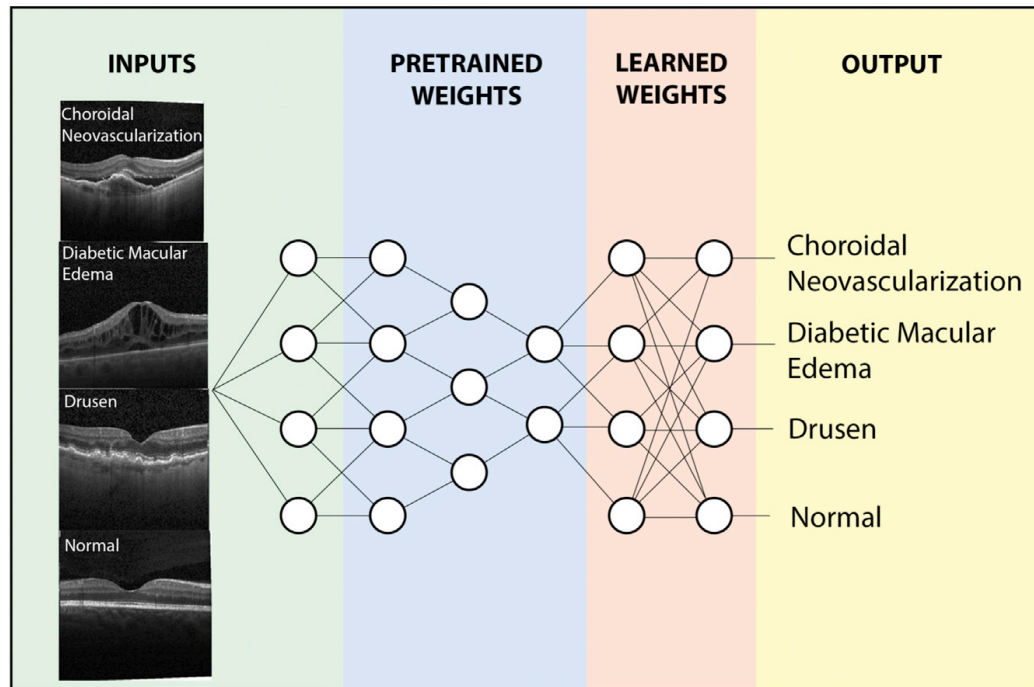 INPUTS
PRETRAINED
WEIGHTS
LEARNED
WEIGHTS
OUTPUT
Choroidal
Neovascularization
Diabetic Macular
Edema
Drusen
Normal
Choroidal
Neovascularization
Diabetic Macular
Edema
Drusen
Normal